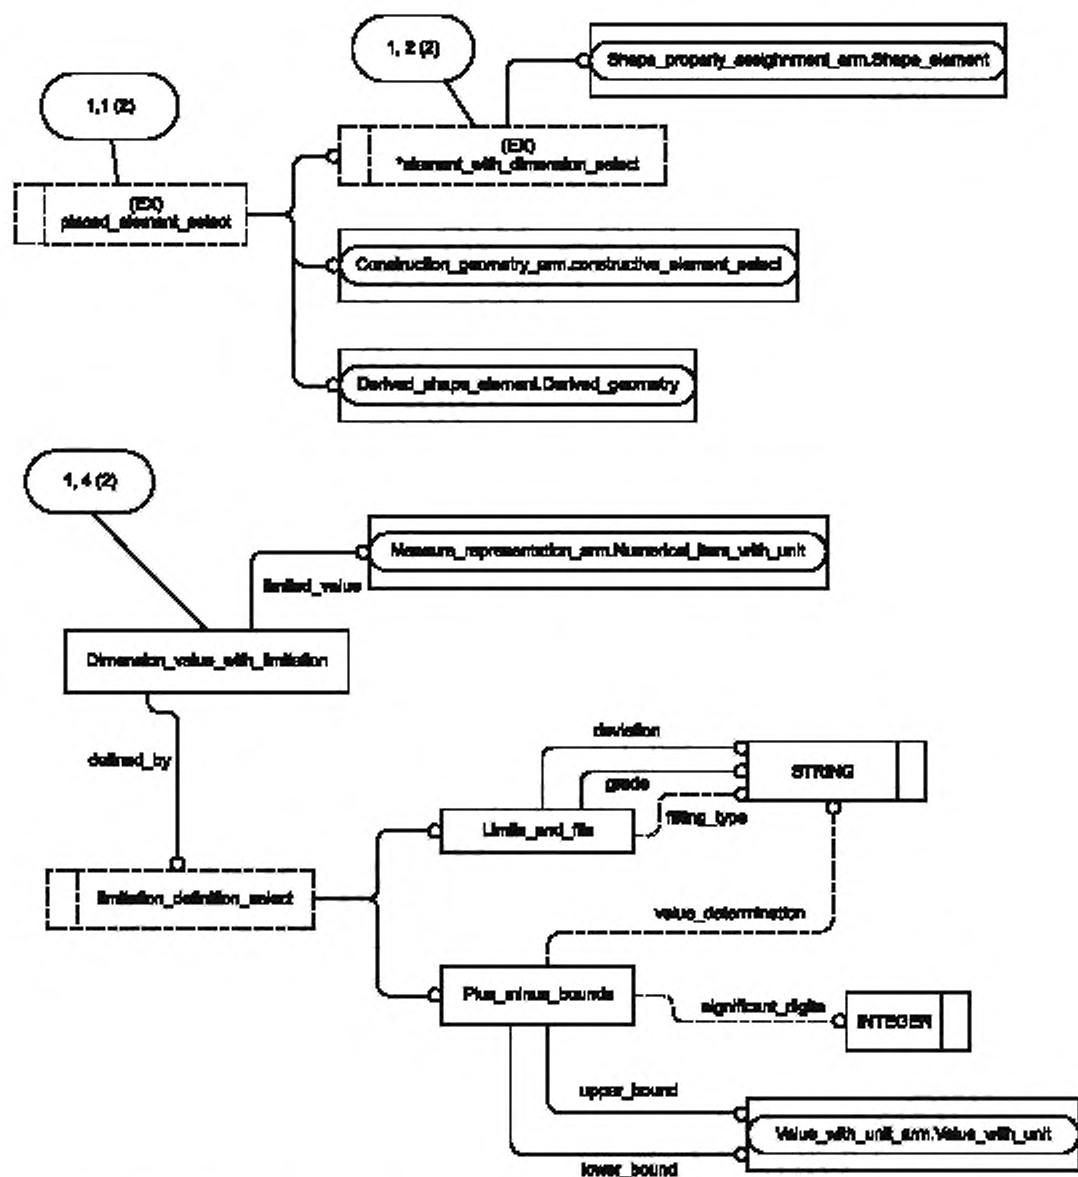 1, 2 (2)
Shape_property_assignment_arm.Shape_element
1,1 (2)
(EX)
*element_with_dimension_select
(EX)
placed_element_select
Construction_geometry_arm.constructive_element_select
Derived_shape_element.Derived_geometry
1, 4 (2)
Measure_representation_arm.Numerical_item_with_unit
limited_value
Dimension_value_with_limitation
deviation
defined_by
STRING
grade
Limits_and_fits
fitting_type
limitation_definition_select
value_determination
Plus_minus_bounds
significant_digits
INTEGER
upper_bound
Value_with_unit_arm.Value_with_unit
lower_bound